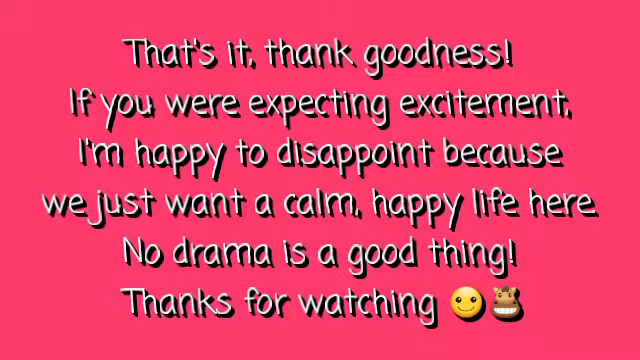 That's it, thank goodness!
If you were expecting excitement,
I'm happy to disappoint because
we just want a calm, happy life here.
No drama is a good thing!
Thanks for watching 🙂